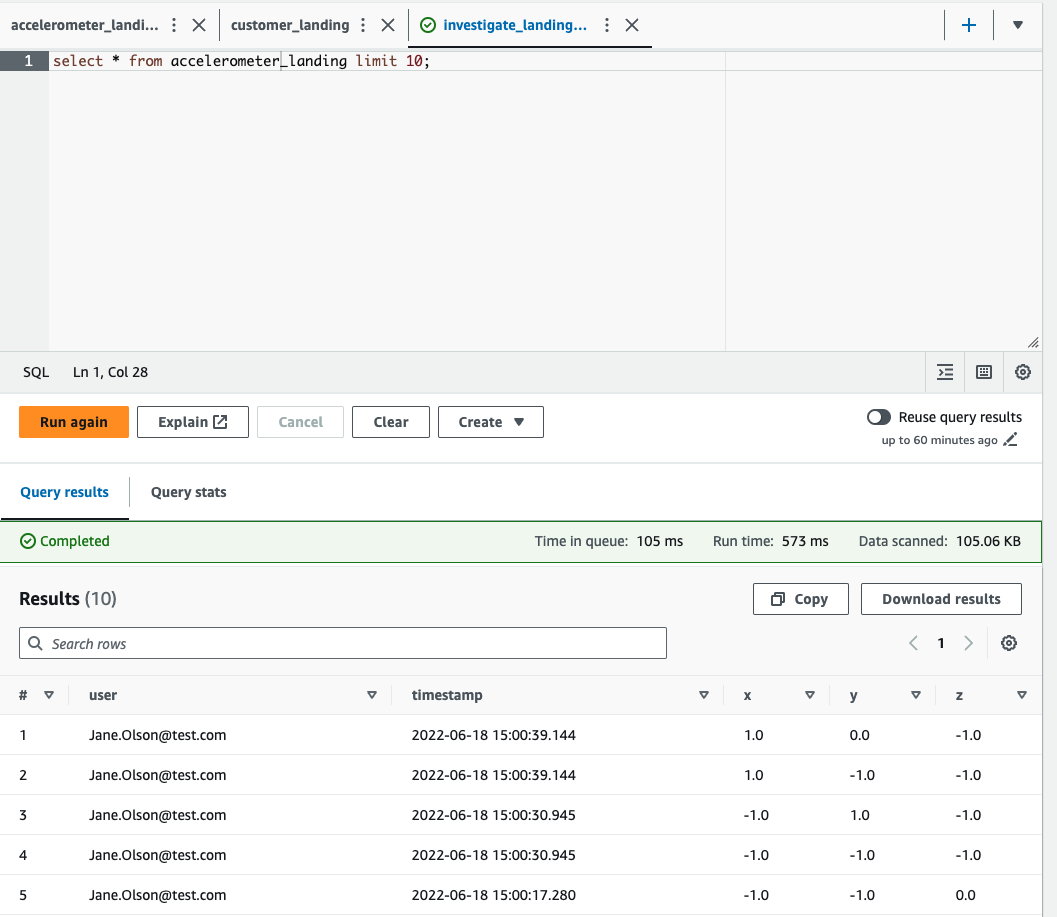 accelerometer_landi... customer_landing investigate_landing...
1 select * from accelerometer_landing limit 10;
SQL Ln 1, Col 28
Run again Explain Cancel Clear Create Reuse query results
up to 60 minutes ago
Query results Query stats
Completed Time in queue: 105 ms Run time: 573 ms Data scanned: 105.06 KB
Results (10) Copy Download results
Search rows 1
# user timestamp x y z
1 Jane.Olson@test.com 2022-06-18 15:00:39.144 1.0 0.0 -1.0
2 Jane.Olson@test.com 2022-06-18 15:00:39.144 1.0 -1.0 -1.0
3 Jane.Olson@test.com 2022-06-18 15:00:30.945 -1.0 1.0 -1.0
4 Jane.Olson@test.com 2022-06-18 15:00:30.945 -1.0 -1.0 -1.0
5 Jane.Olson@test.com 2022-06-18 15:00:17.280 -1.0 -1.0 0.0